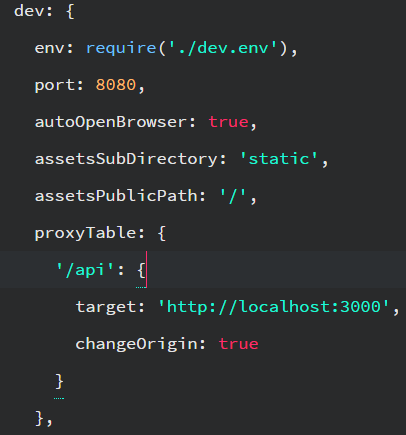 dev: {
env: require('./dev.env'),
port: 8080,
autoOpenBrowser: true,
assetsSubDirectory: 'static',
assetsPublicPath: '/',
proxyTable: {
'/api': {
target: 'http://localhost:3000',
changeOrigin: true
}
},